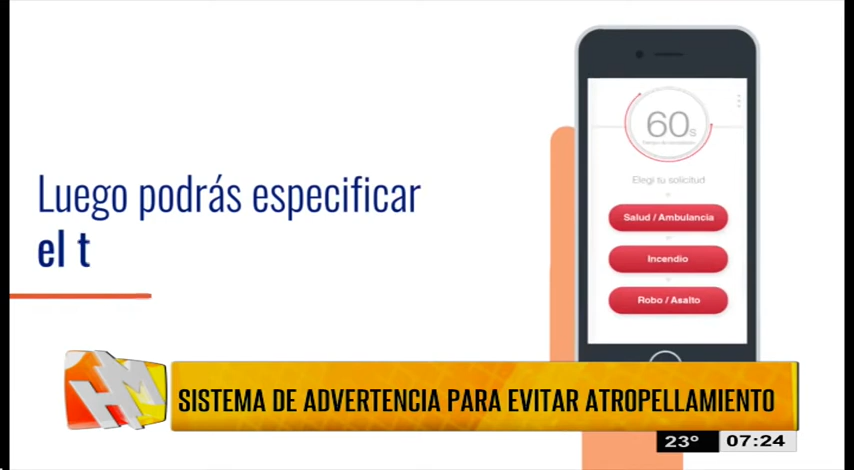 Luego podrás especificar
el t
60s
Elegí tu solicitud
Salud / Ambulancia
Incendio
Robo / Asalto
HM
SISTEMA DE ADVERTENCIA PARA EVITAR ATROPELLAMIENTO
23° 07:24